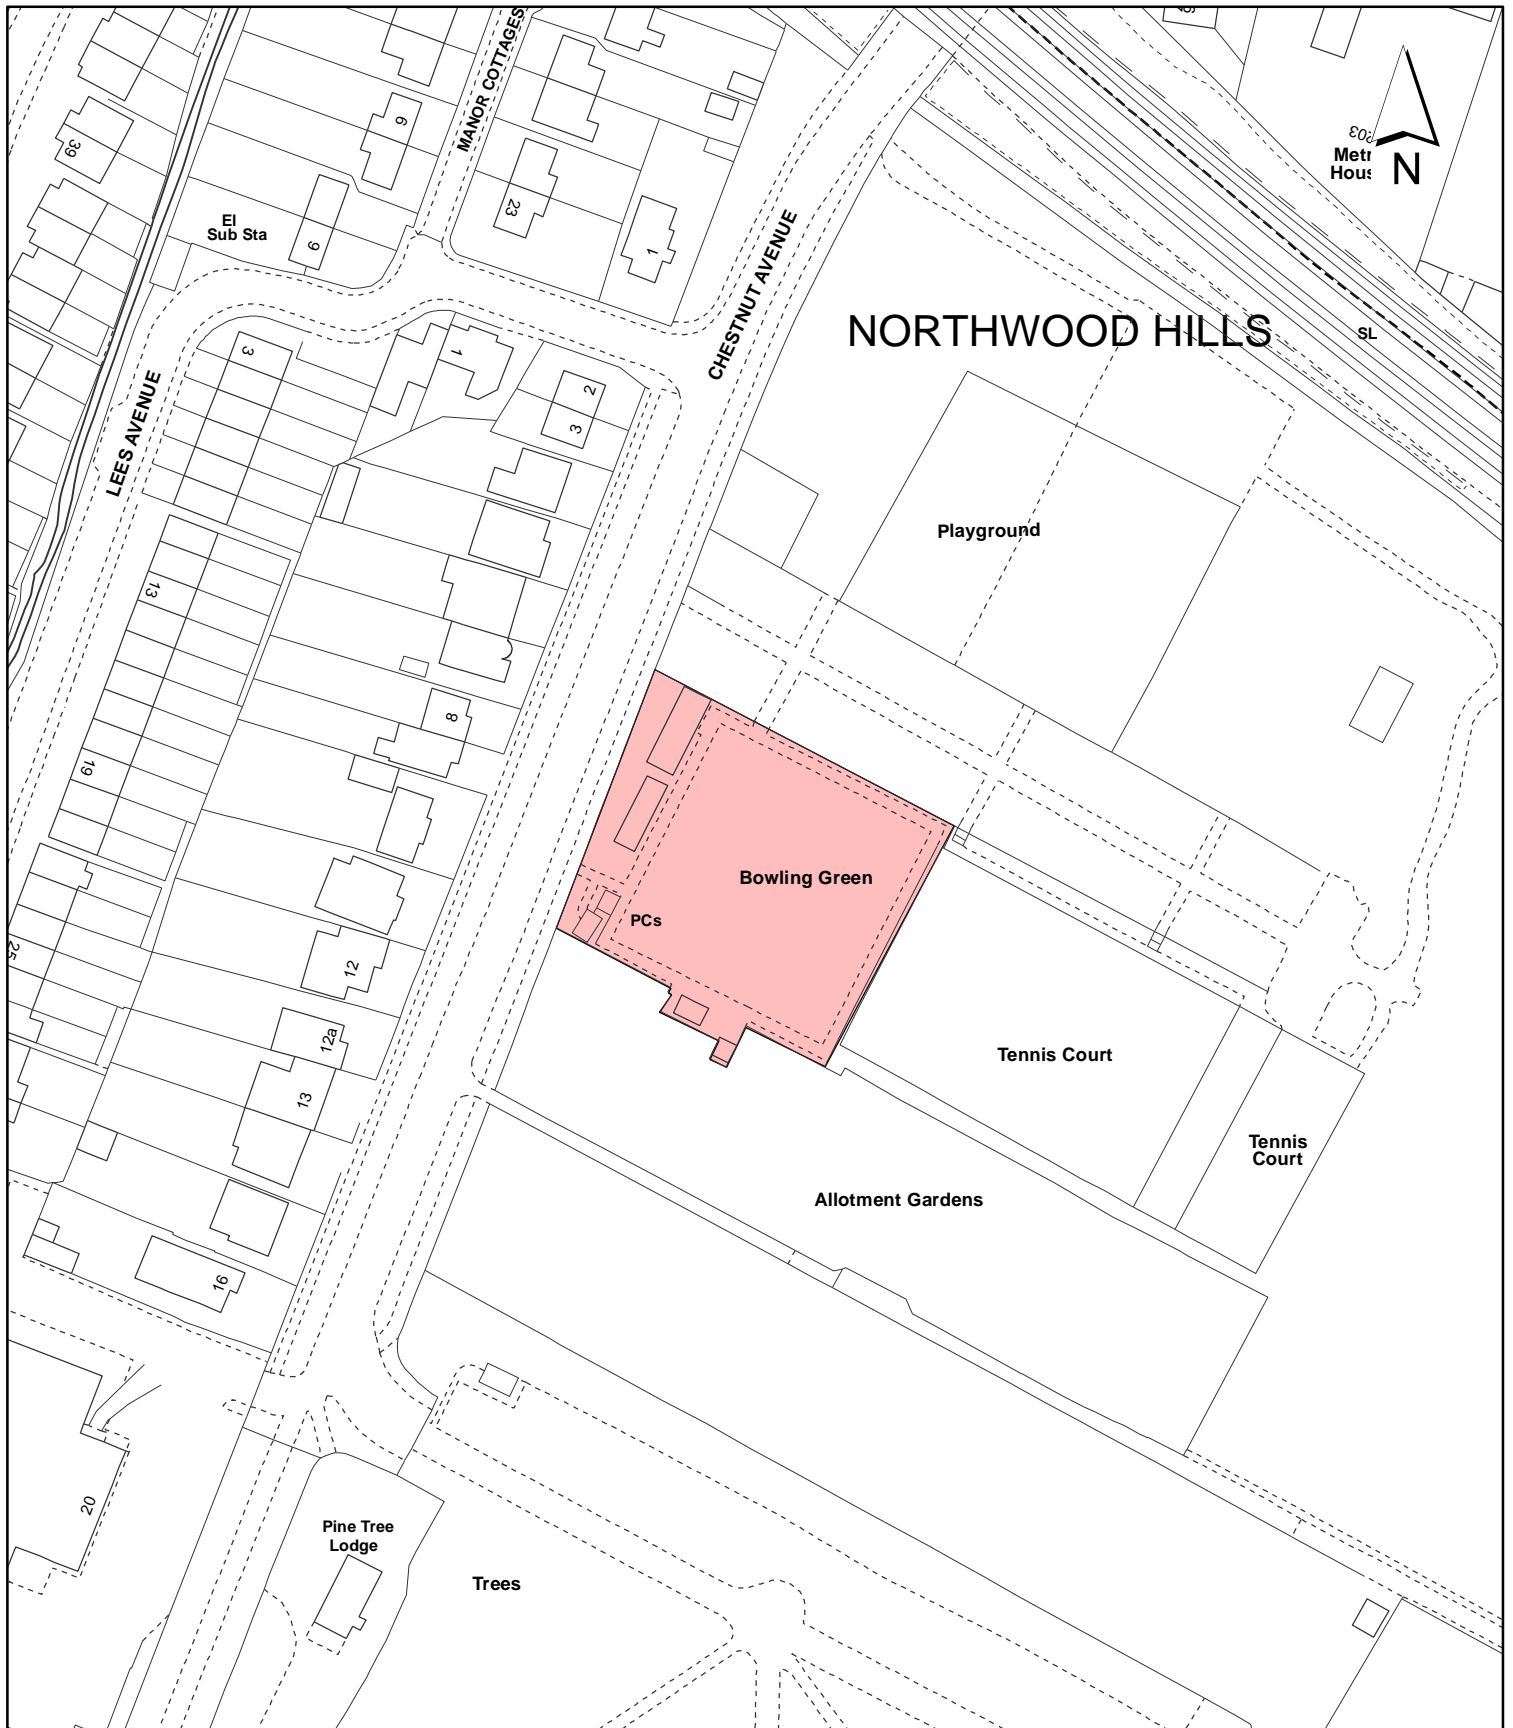 MANOR COTTAGES
39
6
El
Sub Sta
9
23
1
CHESTNUT AVENUE
203
N
NORTHWOOD HILLS
SL
3
1
2
3
LEES AVENUE
Playground
13
8
19
Bowling Green
PCs
25
12
12a
13
Tennis Court
Tennis
Court
Allotment Gardens
16
20
Pine Tree
Lodge
Trees